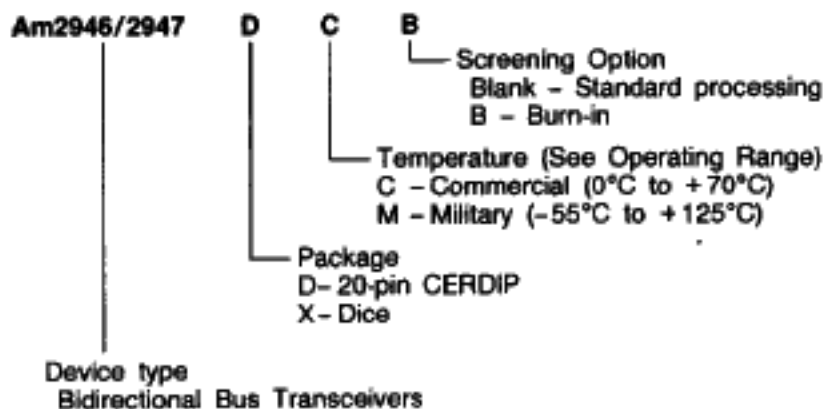 Am2946/2947 D C B
Screening Option
Blank – Standard processing
B – Burn-in
Temperature (See Operating Range)
C – Commercial (0°C to +70°C)
M – Military (–55°C to +125°C)
Package
D – 20-pin CERDIP
X – Dice
Device type
Bidirectional Bus Transceivers